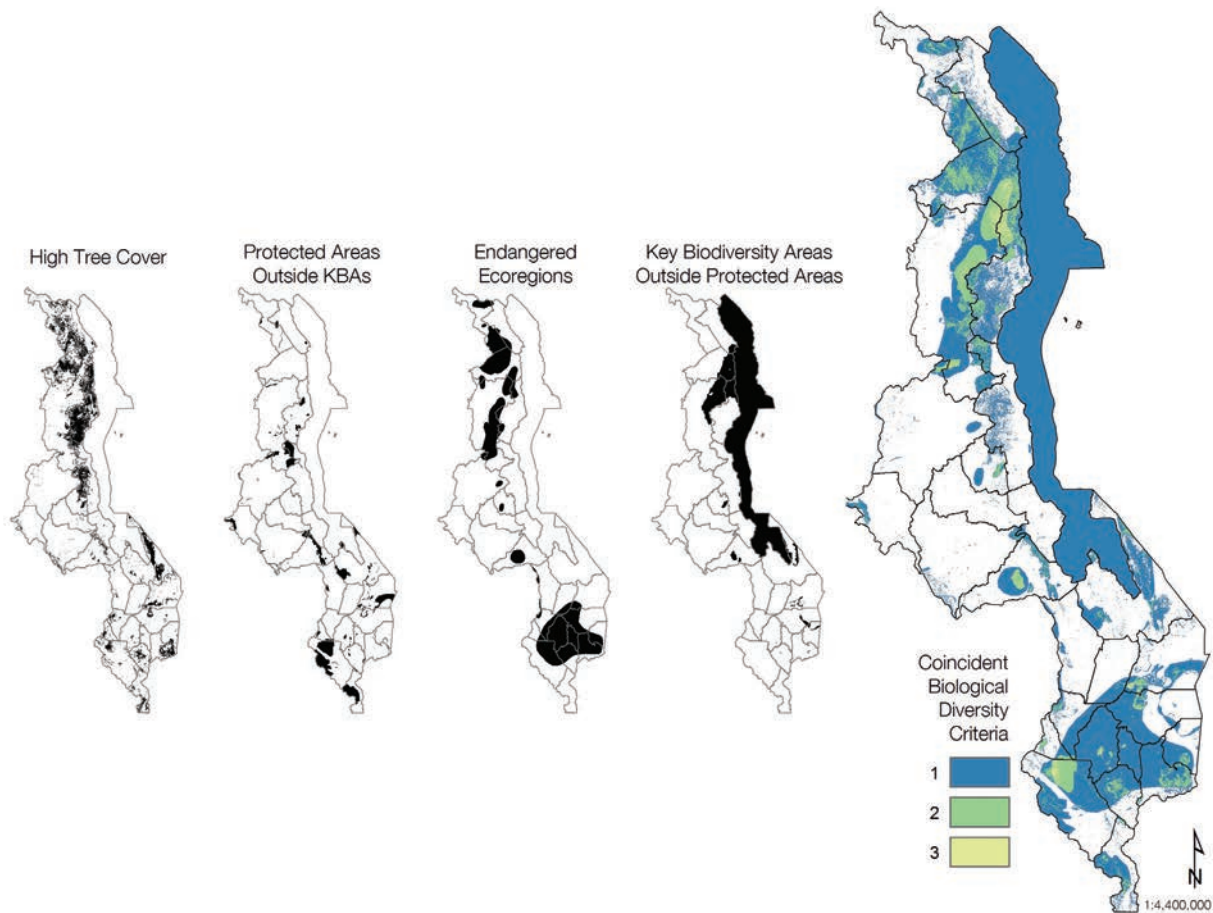 High Tree Cover
Protected Areas
Outside KBAs
Endangered
Ecoregions
Key Biodiversity Areas
Outside Protected Areas
Coincident
Biological
Diversity
Criteria
1
2
3
N
1:4,400,000